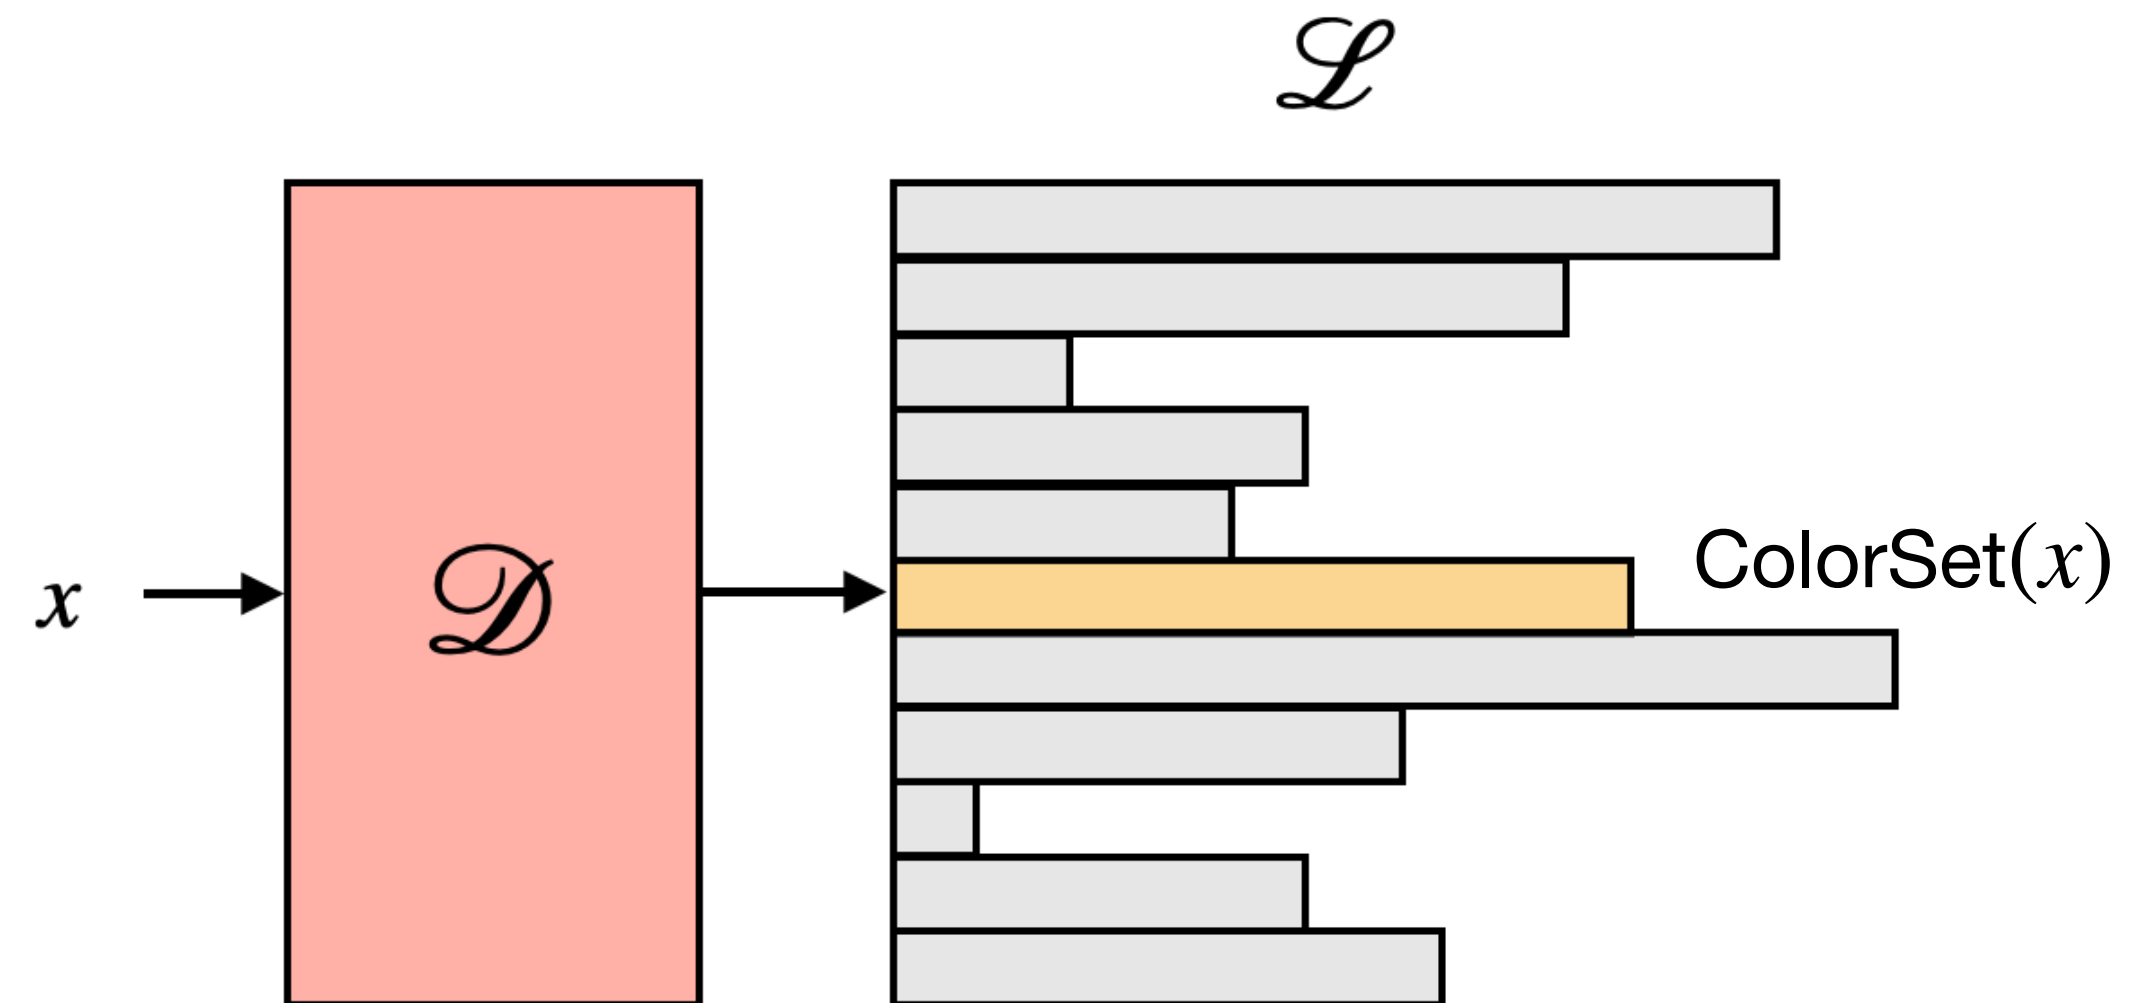 ℒ
ColorSet(x)
x
𝒟